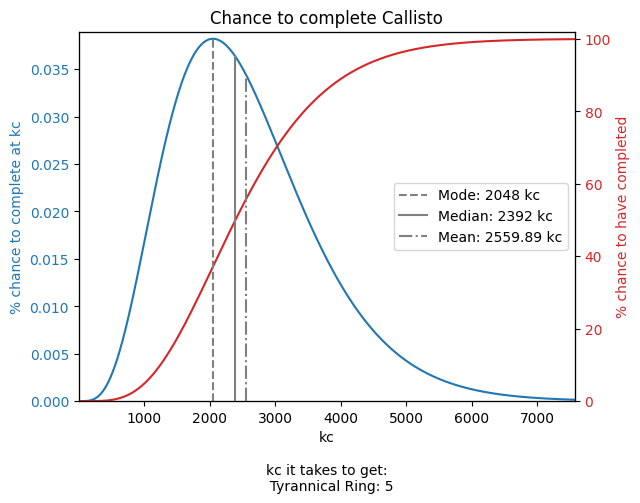 Chance to complete Callisto
% chance to complete at kc
0.035
0.030
0.025
0.020
0.015
0.010
0.005
0.000
100
80
60
40
20
0
% chance to have completed
Mode: 2048 kc
Median: 2392 kc
Mean: 2559.89 kc
1000 2000 3000 4000 5000 6000 7000
kc
kc it takes to get:
Tyrannical Ring: 5